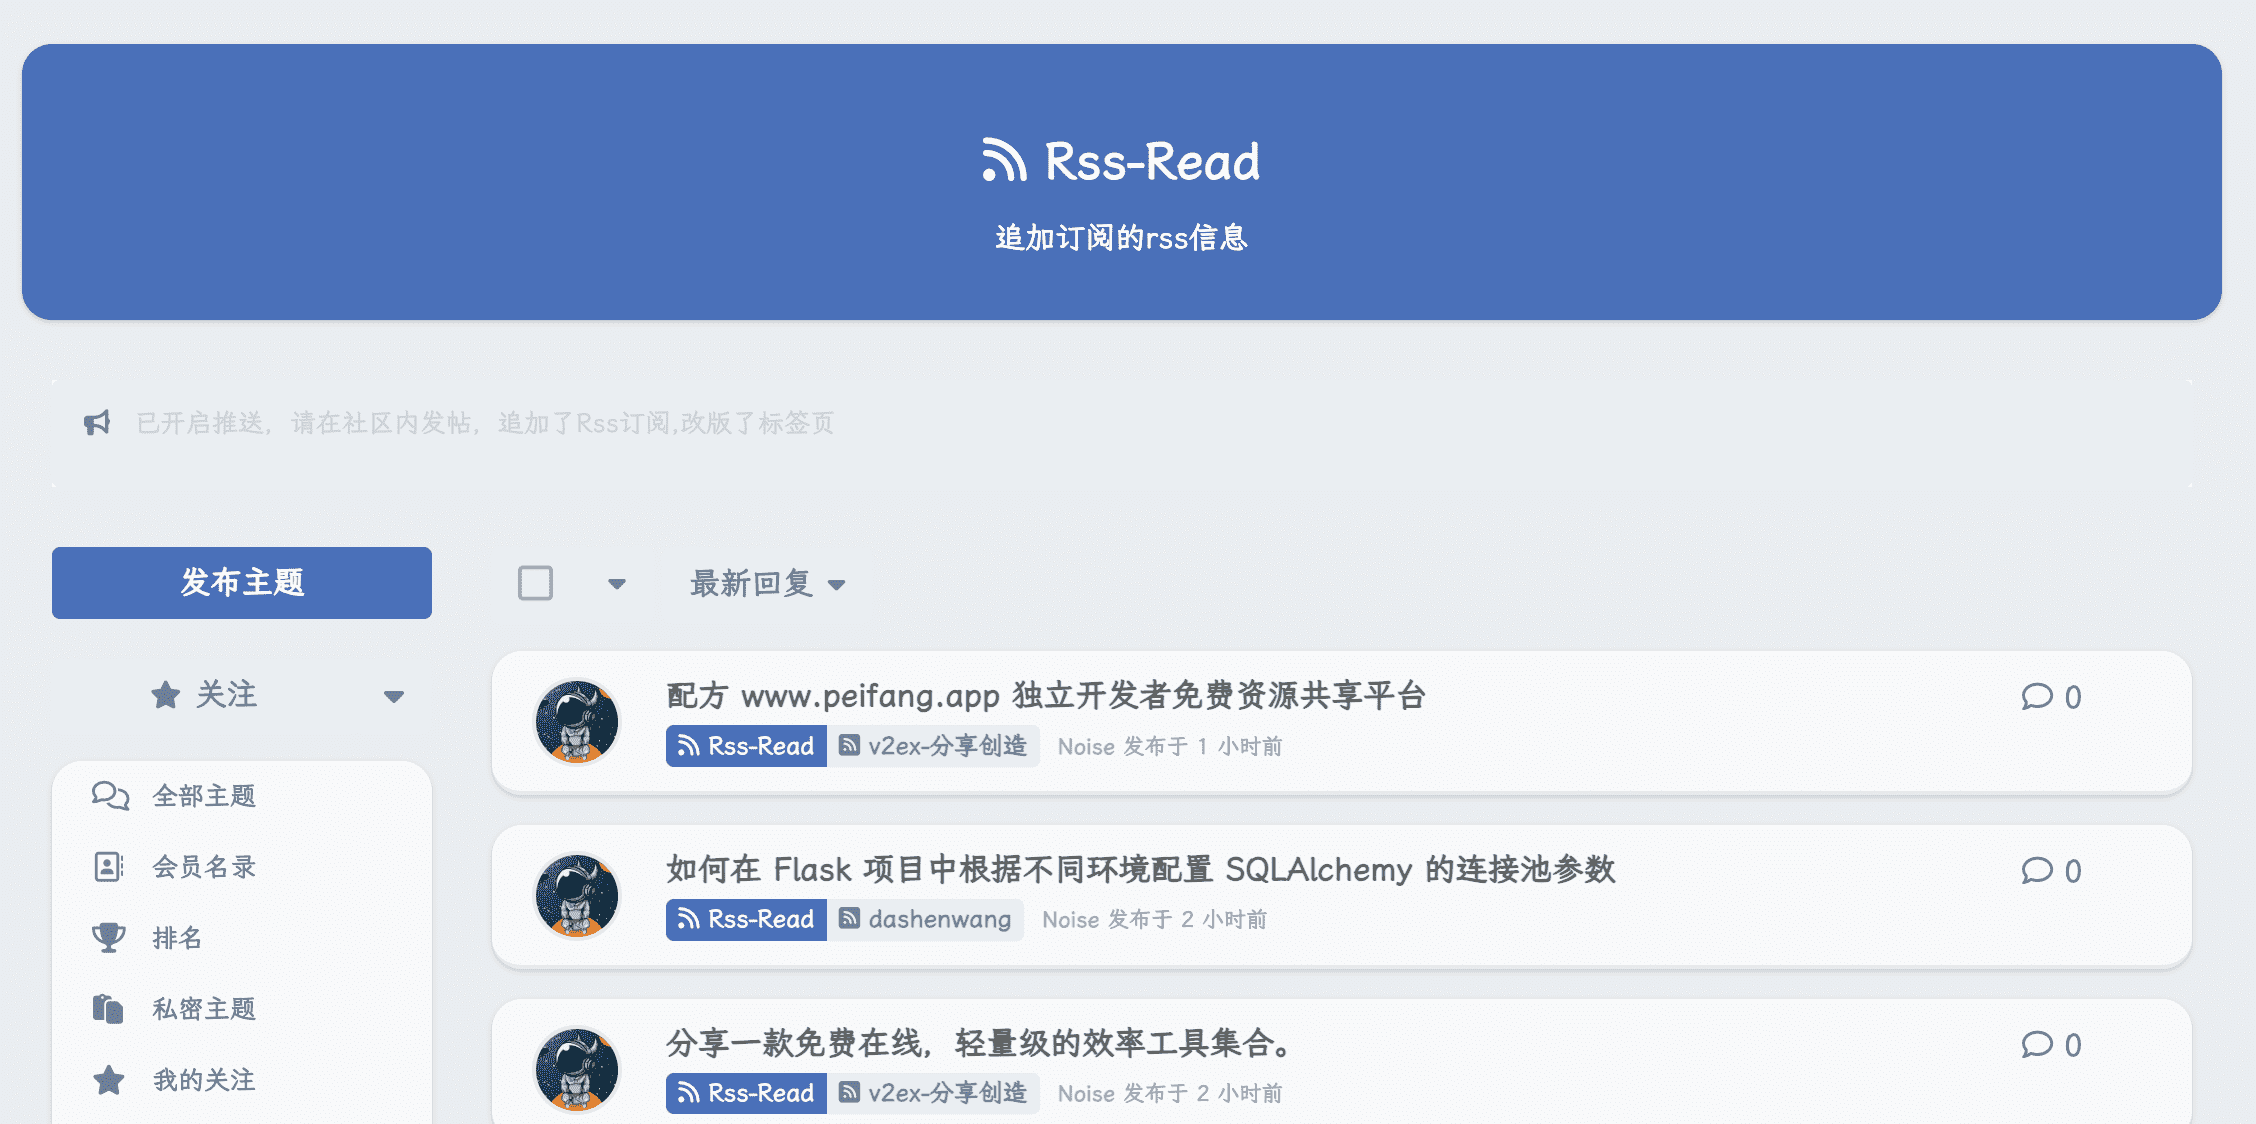 Rss-Read
追加订阅的rss信息
已开启推送，请在社区内发帖，追加了Rss订阅,改版了标签页
发布主题
最新回复
关注
全部主题
会员名录
排名
私密主题
我的关注
配方 www.peifang.app 独立开发者免费资源共享平台
0
Rss-Read v2ex-分享创造 Noise 发布于 1 小时前
如何在 Flask 项目中根据不同环境配置 SQLAlchemy 的连接池参数
0
Rss-Read dashenwang Noise 发布于 2 小时前
分享一款免费在线，轻量级的效率工具集合。
0
Rss-Read v2ex-分享创造 Noise 发布于 2 小时前